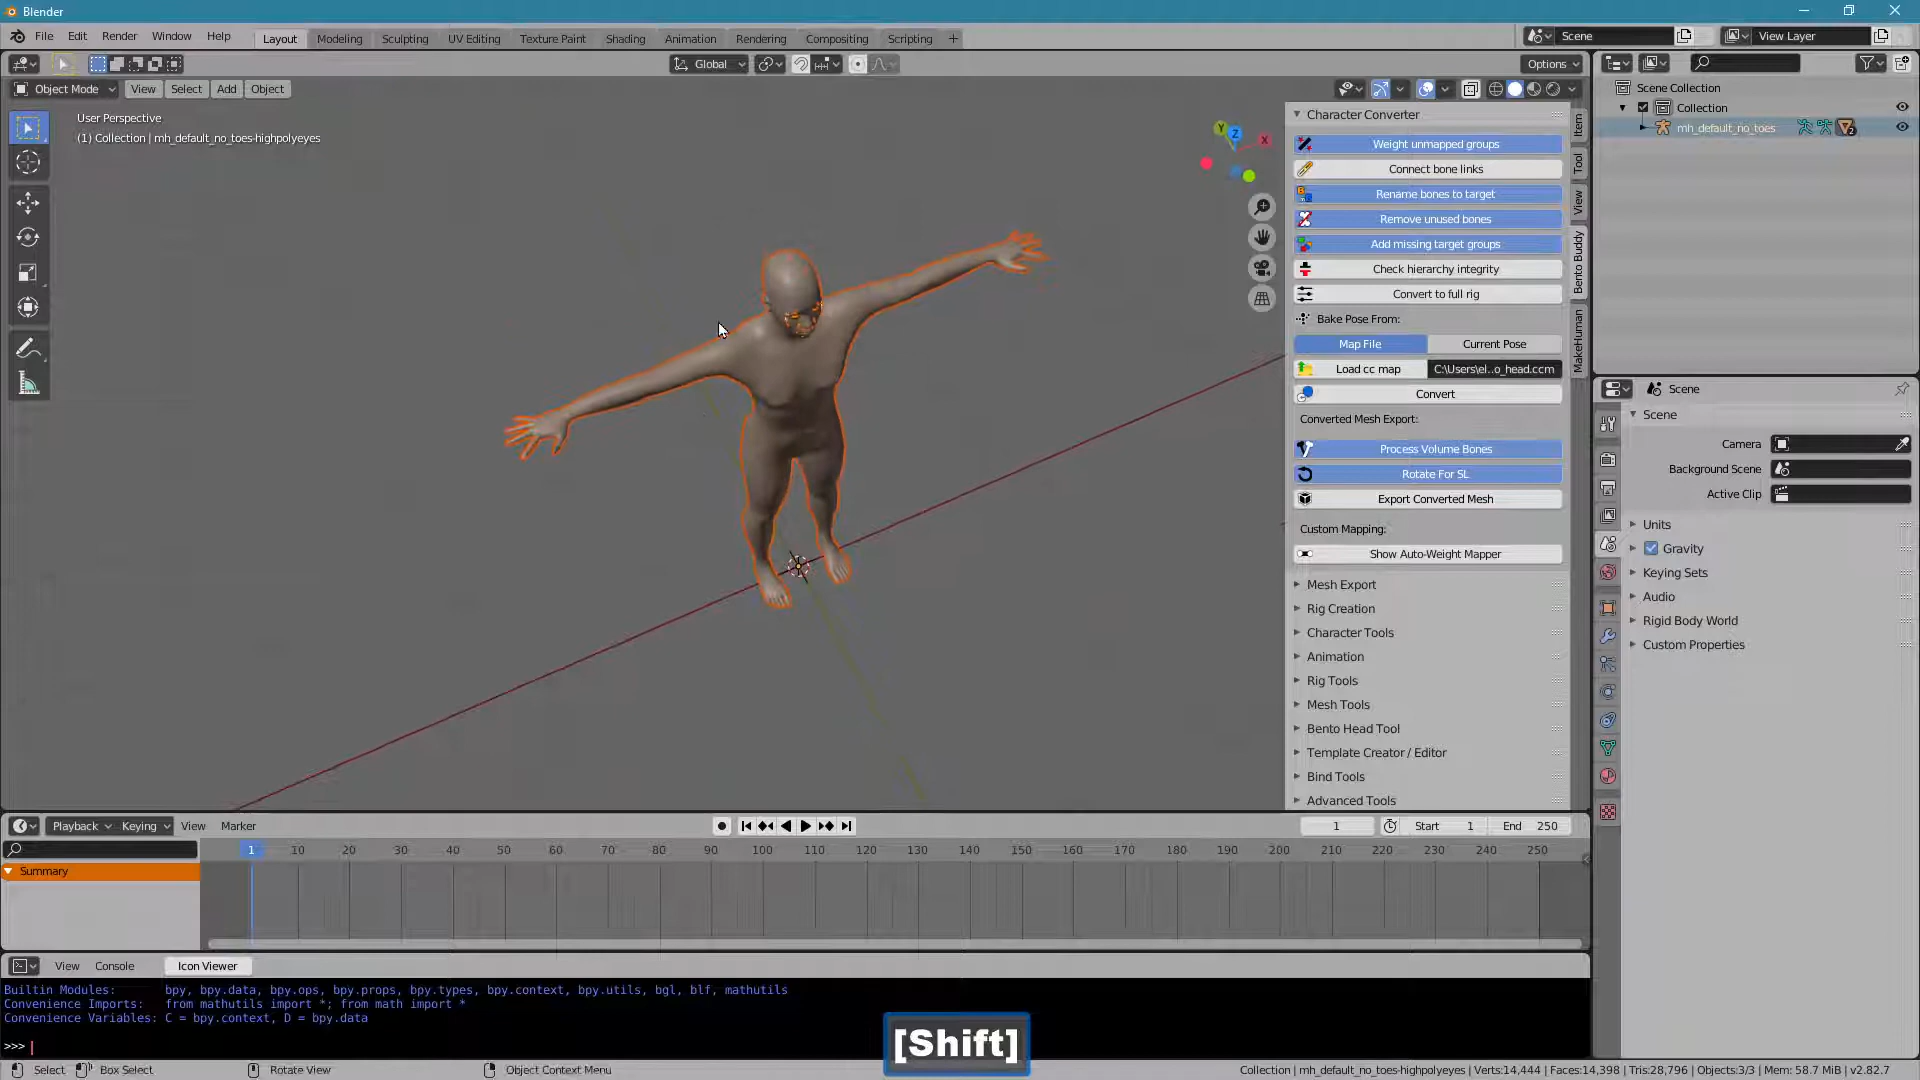 Blender
File Edit Render Window Help
Layout Modeling Sculpting UV Editing Texture Paint Shading Animation Rendering Compositing Scripting +
Scene View Layer
Global Options
Object Mode View Select Add Object
User Perspective
(1) Collection | mh_default_no_toes-highpolyeyes
Y Z X
Character Converter
Weight unmapped groups
Connect bone links
Rename bones to target
Remove unused bones
Add missing target groups
Check hierarchy integrity
Convert to full rig
Bake Pose From:
Map File Current Pose
Load cc map C:\Users\el..o_head.ccm
Convert
Converted Mesh Export:
Process Volume Bones
Rotate For SL
Export Converted Mesh
Custom Mapping:
Show Auto-Weight Mapper
Mesh Export
Rig Creation
Character Tools
Animation
Rig Tools
Mesh Tools
Bento Head Tool
Template Creator / Editor
Bind Tools
Advanced Tools
Item
Tool
View
Bento Buddy
MakeHuman
Scene Collection
Collection
mh_default_no_toes 2
Scene
Scene
Camera
Background Scene
Active Clip
Units
Gravity
Keying Sets
Audio
Rigid Body World
Custom Properties
Playback Keying View Marker
1 Start 1 End 250
1 10 20 30 40 50 60 70 80 90 100 110 120 130 140 150 160 170 180 190 200 210 220 230 240 250
Summary
View Console Icon Viewer
Builtin Modules: bpy, bpy.data, bpy.ops, bpy.props, bpy.types, bpy.context, bpy.utils, bgl, blf, mathutils
Convenience Imports: from mathutils import *; from math import *
Convenience Variables: C = bpy.context, D = bpy.data
>>>
[Shift]
Select Box Select Rotate View Object Context Menu
Collection | mh_default_no_toes-highpolyeyes | Verts:14,444 | Faces:14,398 | Tris:28,796 | Objects:3/3 | Mem: 58.7 MiB | v2.82.7